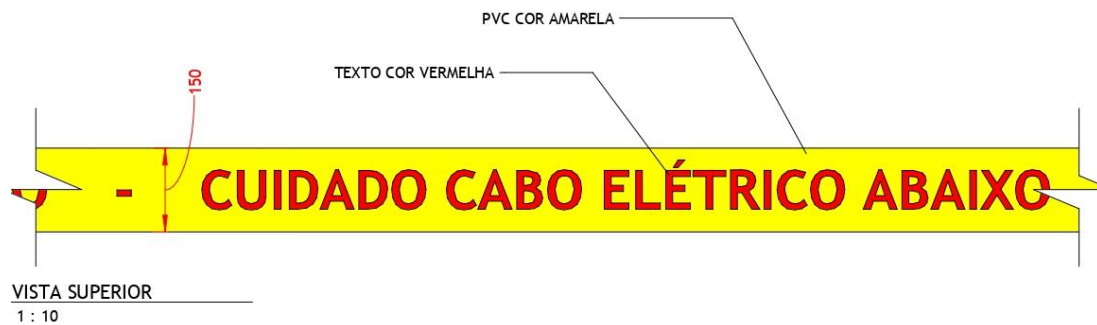 PVC COR AMARELA
TEXTO COR VERMELHA
150
- CUIDADO CABO ELÉTRICO ABAIXO
VISTA SUPERIOR
1 : 10